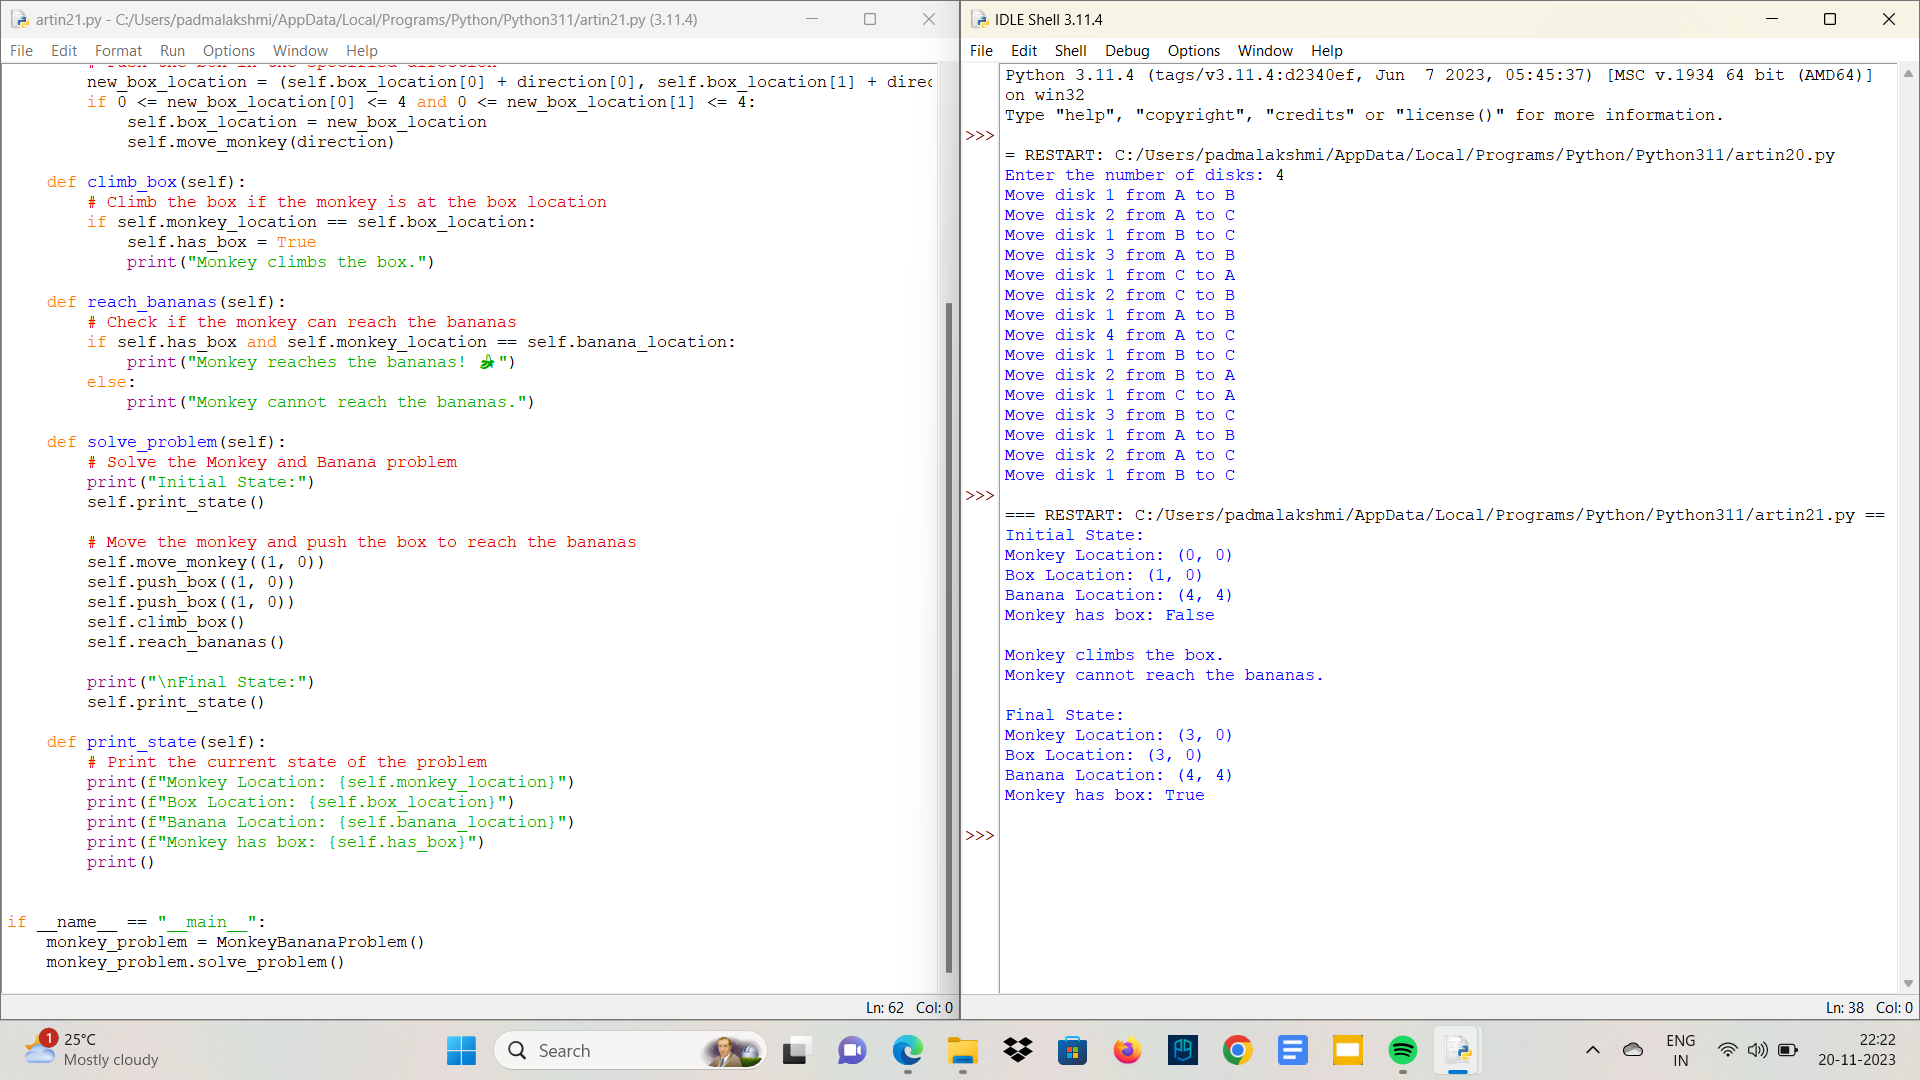 artin21.py - C:/Users/padmalakshmi/AppData/Local/Programs/Python/Python311/artin21.py (3.11.4)
File Edit Format Run Options Window Help
# Push the box in the specified direction
new_box_location = (self.box_location[0] + direction[0], self.box_location[1] + direc
if 0 <= new_box_location[0] <= 4 and 0 <= new_box_location[1] <= 4:
self.box_location = new_box_location
self.move_monkey(direction)
def climb_box(self):
# Climb the box if the monkey is at the box location
if self.monkey_location == self.box_location:
self.has_box = True
print("Monkey climbs the box.")
def reach_bananas(self):
# Check if the monkey can reach the bananas
if self.has_box and self.monkey_location == self.banana_location:
print("Monkey reaches the bananas! 🍌")
else:
print("Monkey cannot reach the bananas.")
def solve_problem(self):
# Solve the Monkey and Banana problem
print("Initial State:")
self.print_state()
# Move the monkey and push the box to reach the bananas
self.move_monkey((1, 0))
self.push_box((1, 0))
self.push_box((1, 0))
self.climb_box()
self.reach_bananas()
print("\nFinal State:")
self.print_state()
def print_state(self):
# Print the current state of the problem
print(f"Monkey Location: {self.monkey_location}")
print(f"Box Location: {self.box_location}")
print(f"Banana Location: {self.banana_location}")
print(f"Monkey has box: {self.has_box}")
print()
if __name__ == "__main__":
monkey_problem = MonkeyBananaProblem()
monkey_problem.solve_problem()
Ln: 62 Col: 0
IDLE Shell 3.11.4
File Edit Shell Debug Options Window Help
Python 3.11.4 (tags/v3.11.4:d2340ef, Jun  7 2023, 05:45:37) [MSC v.1934 64 bit (AMD64)]
on win32
Type "help", "copyright", "credits" or "license()" for more information.
>>>
= RESTART: C:/Users/padmalakshmi/AppData/Local/Programs/Python/Python311/artin20.py
Enter the number of disks: 4
Move disk 1 from A to B
Move disk 2 from A to C
Move disk 1 from B to C
Move disk 3 from A to B
Move disk 1 from C to A
Move disk 2 from C to B
Move disk 1 from A to B
Move disk 4 from A to C
Move disk 1 from B to C
Move disk 2 from B to A
Move disk 1 from C to A
Move disk 3 from B to C
Move disk 1 from A to B
Move disk 2 from A to C
Move disk 1 from B to C
>>>
=== RESTART: C:/Users/padmalakshmi/AppData/Local/Programs/Python/Python311/artin21.py ==
Initial State:
Monkey Location: (0, 0)
Box Location: (1, 0)
Banana Location: (4, 4)
Monkey has box: False
Monkey climbs the box.
Monkey cannot reach the bananas.
Final State:
Monkey Location: (3, 0)
Box Location: (3, 0)
Banana Location: (4, 4)
Monkey has box: True
>>>
Ln: 38 Col: 0
1
25°C
Mostly cloudy
Search
ENG
IN
22:22
20-11-2023